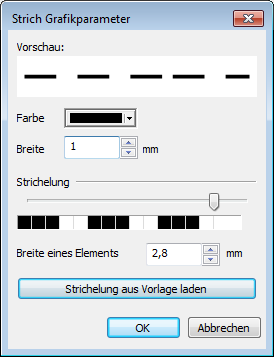 Strich Grafikparameter
Vorschau:
Farbe
Breite 1 mm
Strichelung
Breite eines Elements 2,8 mm
Strichelung aus Vorlage laden
OK Abbrechen